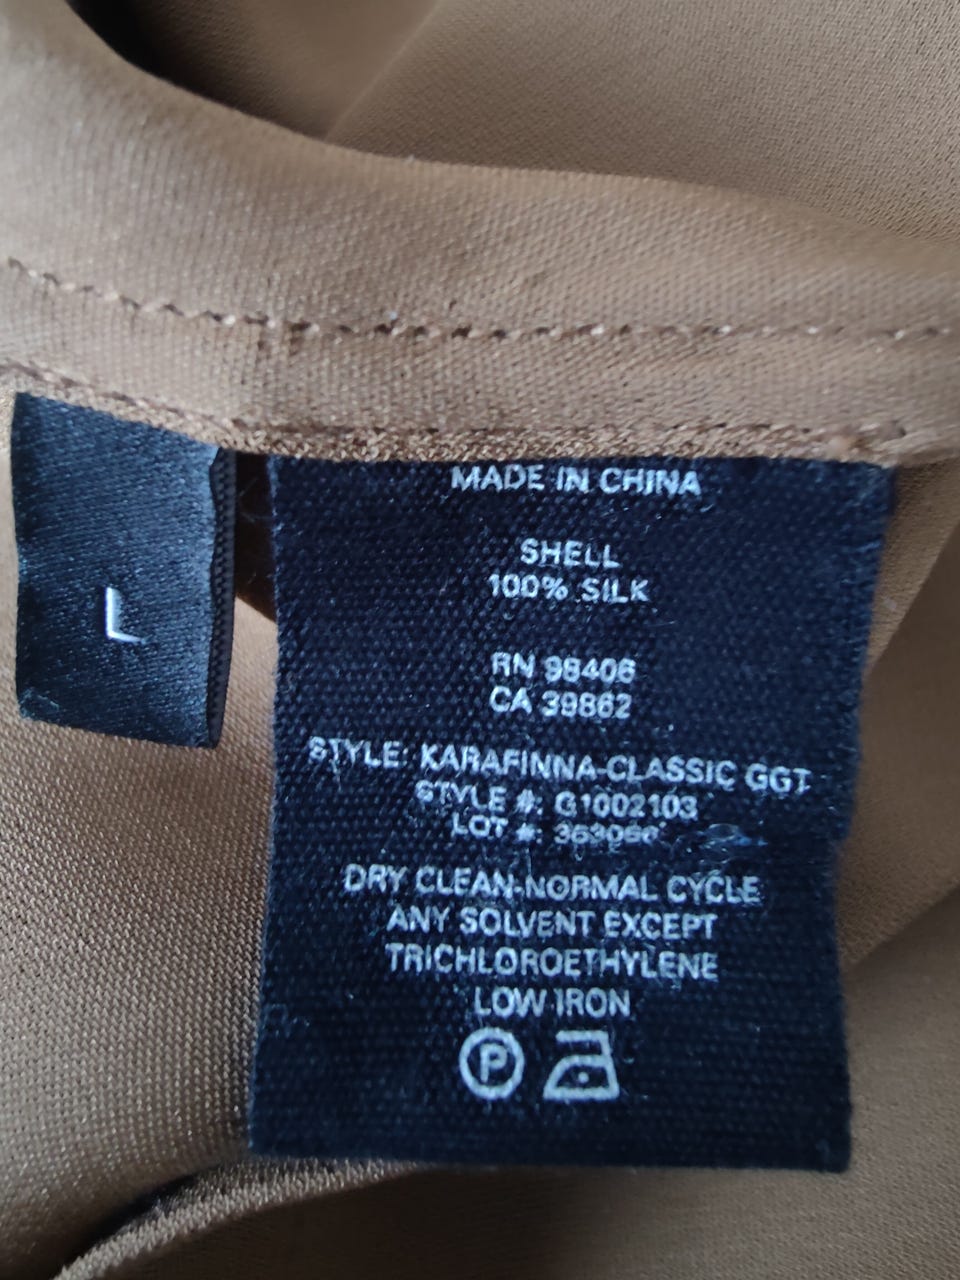 L
MADE IN CHINA
SHELL
100% SILK
RN 98406
CA 39862
STYLE: KARAFINNA-CLASSIC GGT
STYLE #: G1002103
LOT #:
DRY CLEAN-NORMAL CYCLE
ANY SOLVENT EXCEPT
TRICHLOROETHYLENE
LOW IRON
P